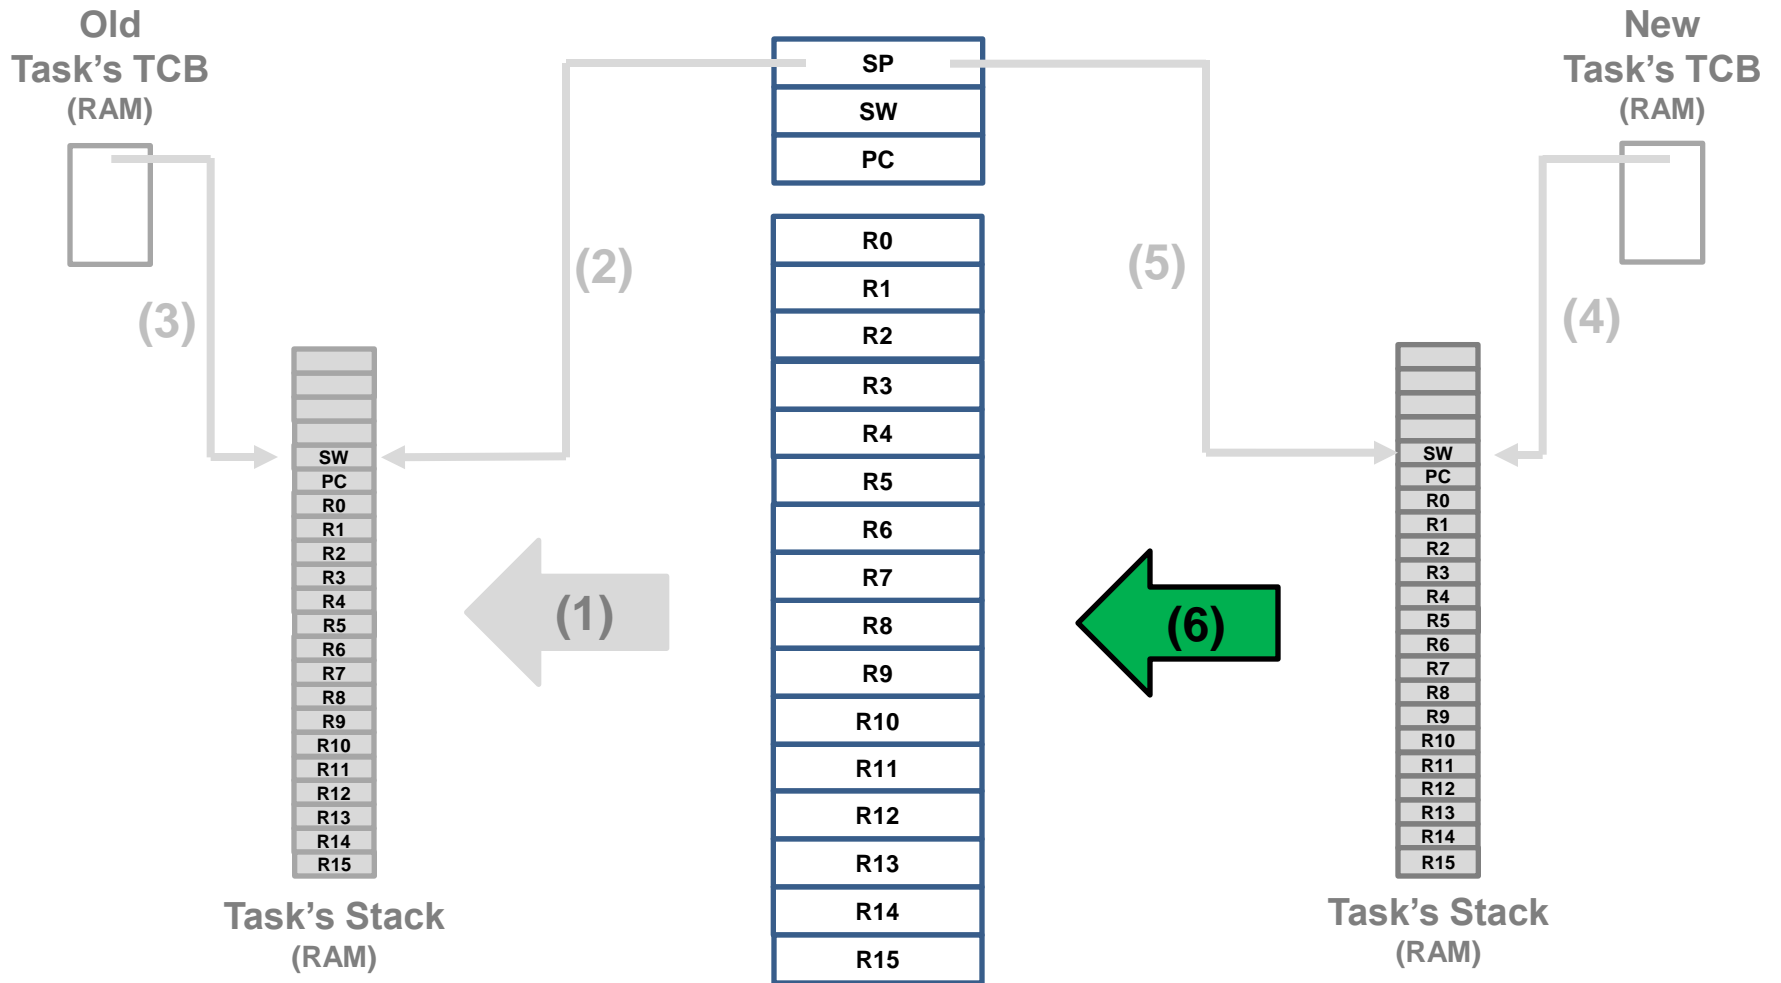 Old
Task's TCB
(RAM)
New
Task's TCB
(RAM)
SP
SW
PC
R0
R1
R2
R3
R4
R5
R6
R7
R8
R9
R10
R11
R12
R13
R14
R15
(3)
(2)
(5)
(4)
(1)
(6)
SW
PC
R0
R1
R2
R3
R4
R5
R6
R7
R8
R9
R10
R11
R12
R13
R14
R15
Task's Stack
(RAM)
SW
PC
R0
R1
R2
R3
R4
R5
R6
R7
R8
R9
R10
R11
R12
R13
R14
R15
Task's Stack
(RAM)